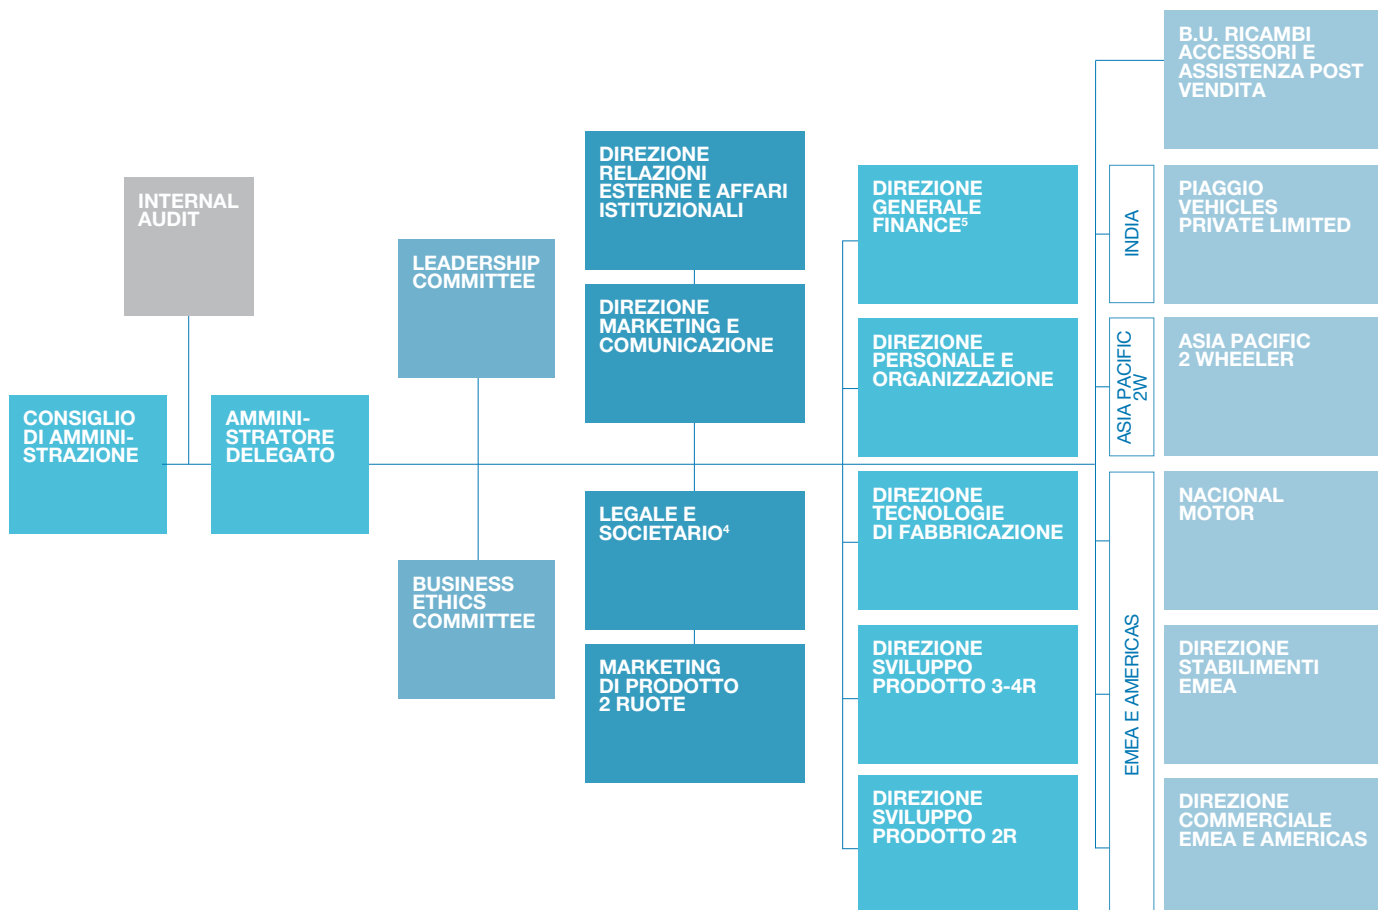 INTERNAL
AUDIT
CONSIGLIO
DI AMMINI-
STRAZIONE
AMMINI-
STRATORE
DELEGATO
LEADERSHIP
COMMITTEE
BUSINESS
ETHICS
COMMITTEE
DIREZIONE
RELAZIONI
ESTERNE E AFFARI
ISTITUZIONALI
DIREZIONE
MARKETING E
COMUNICAZIONE
LEGALE E
SOCIETARIO⁴
MARKETING
DI PRODOTTO
2 RUOTE
DIREZIONE
GENERALE
FINANCE⁵
DIREZIONE
PERSONALE E
ORGANIZZAZIONE
DIREZIONE
TECNOLOGIE
DI FABBRICAZIONE
DIREZIONE
SVILUPPO
PRODOTTO 3-4R
DIREZIONE
SVILUPPO
PRODOTTO 2R
B.U. RICAMBI
ACCESSORI E
ASSISTENZA POST
VENDITA
INDIA
PIAGGIO
VEHICLES
PRIVATE LIMITED
ASIA PACIFIC
2W
ASIA PACIFIC
2 WHEELER
EMEA E AMERICAS
NACIONAL
MOTOR
DIREZIONE
STABILIMENTI
EMEA
DIREZIONE
COMMERCIALE
EMEA E AMERICAS